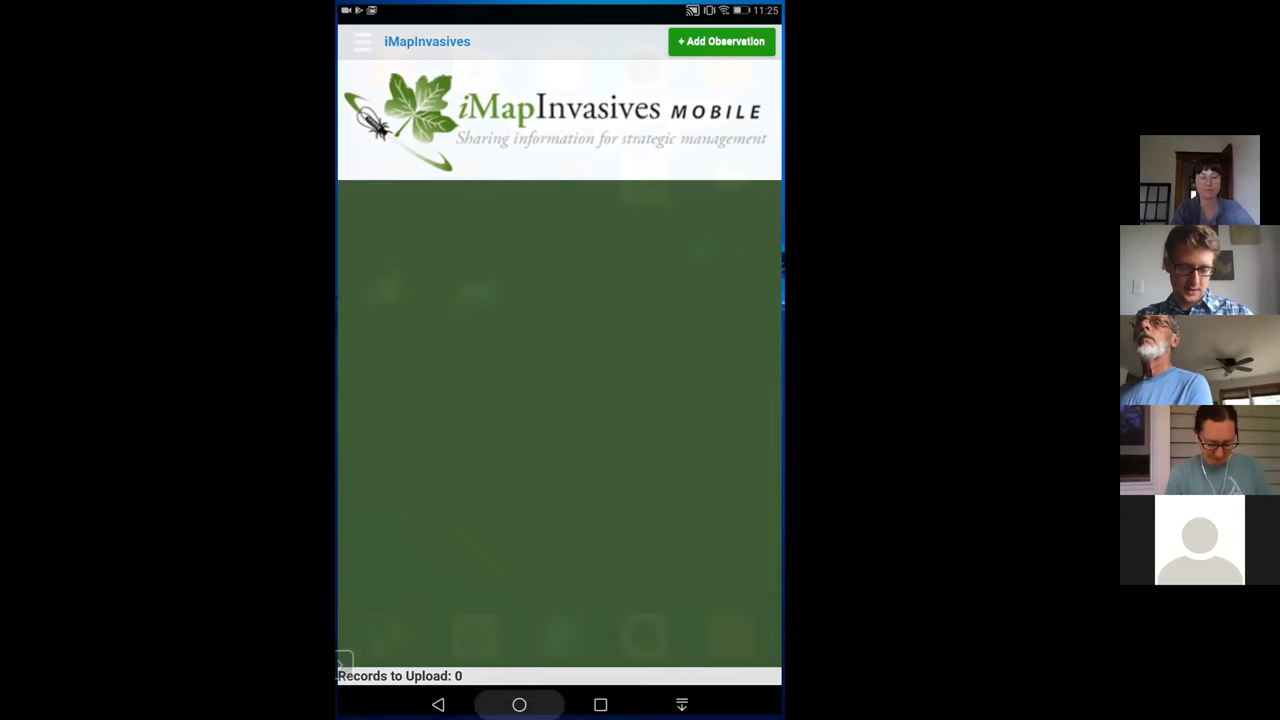 11:25
iMapInvasives
+ Add Observation
iMapInvasives MOBILE
Sharing information for strategic management
Records to Upload: 0